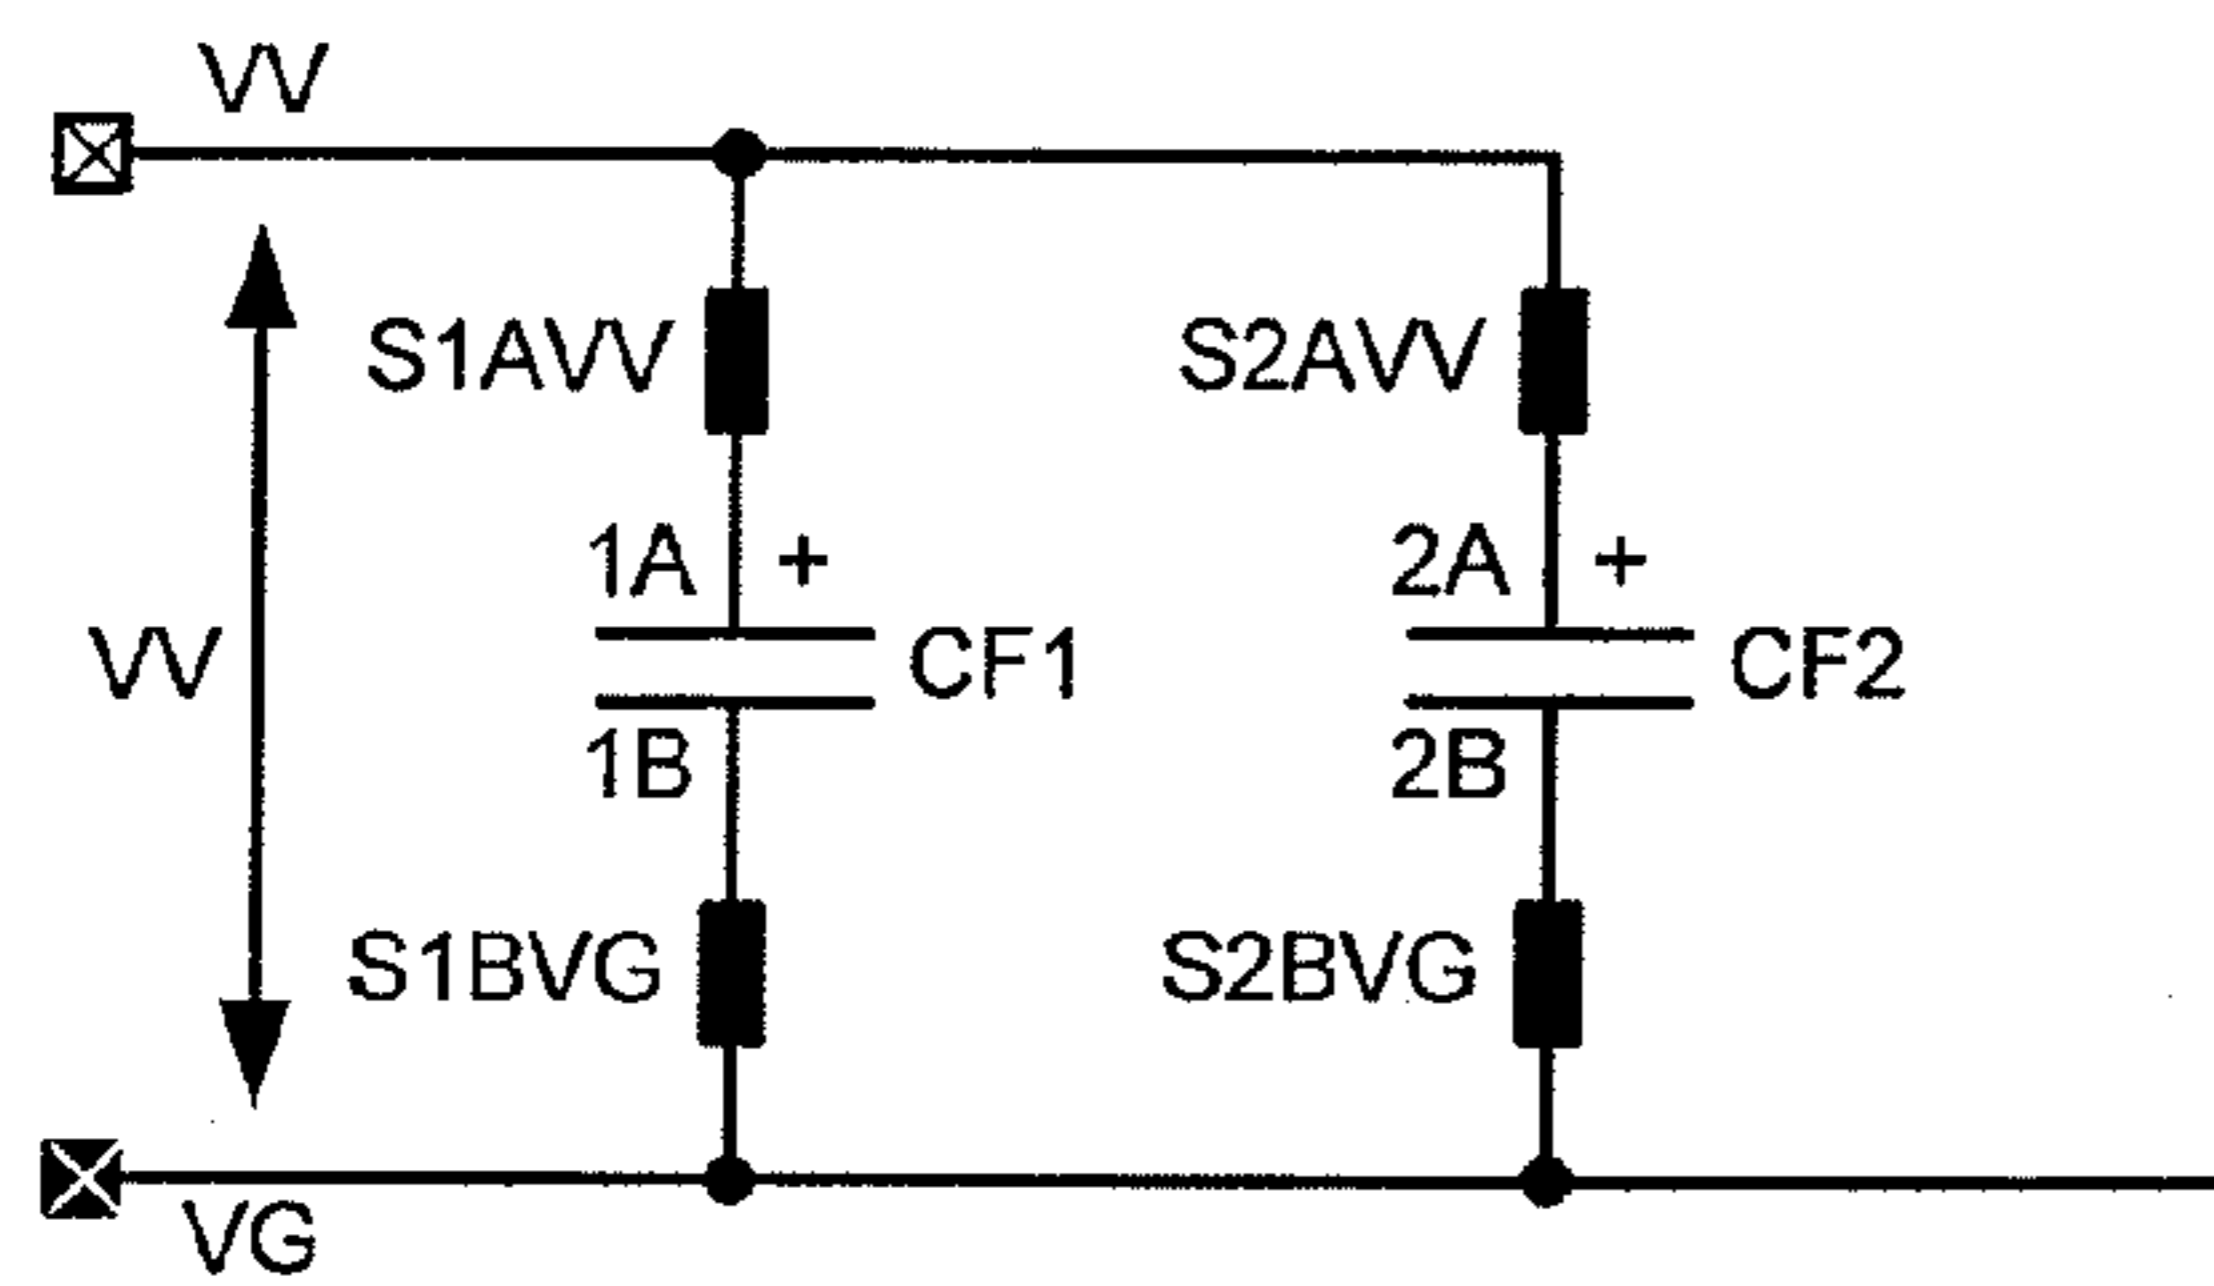 VV
S1AVV
S2AVV
1A +
2A +
VV
CF1
CF2
1B
2B
S1BVG
S2BVG
VG